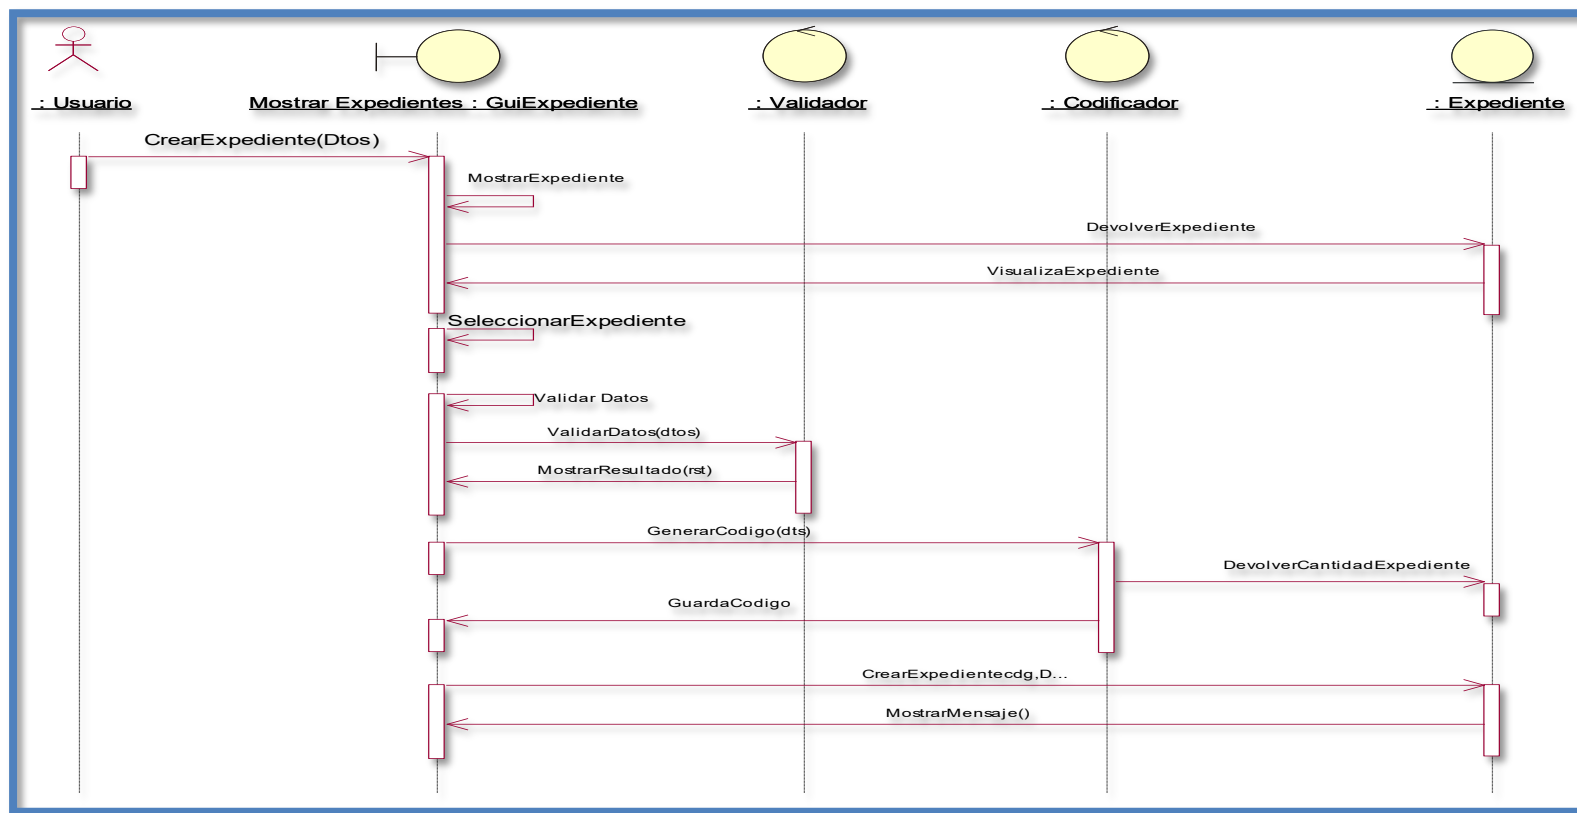 : Usuario
Mostrar Expedientes : GuiExpediente
: Validador
: Codificador
: Expediente
CrearExpediente(Dtos)
MostrarExpediente
DevolverExpediente
VisualizaExpediente
SeleccionarExpediente
Validar Datos
ValidarDatos(dtos)
MostrarResultado(rst)
GenerarCodigo(dts)
DevolverCantidadExpediente
GuardaCodigo
CrearExpedientecdg,D...
MostrarMensaje()